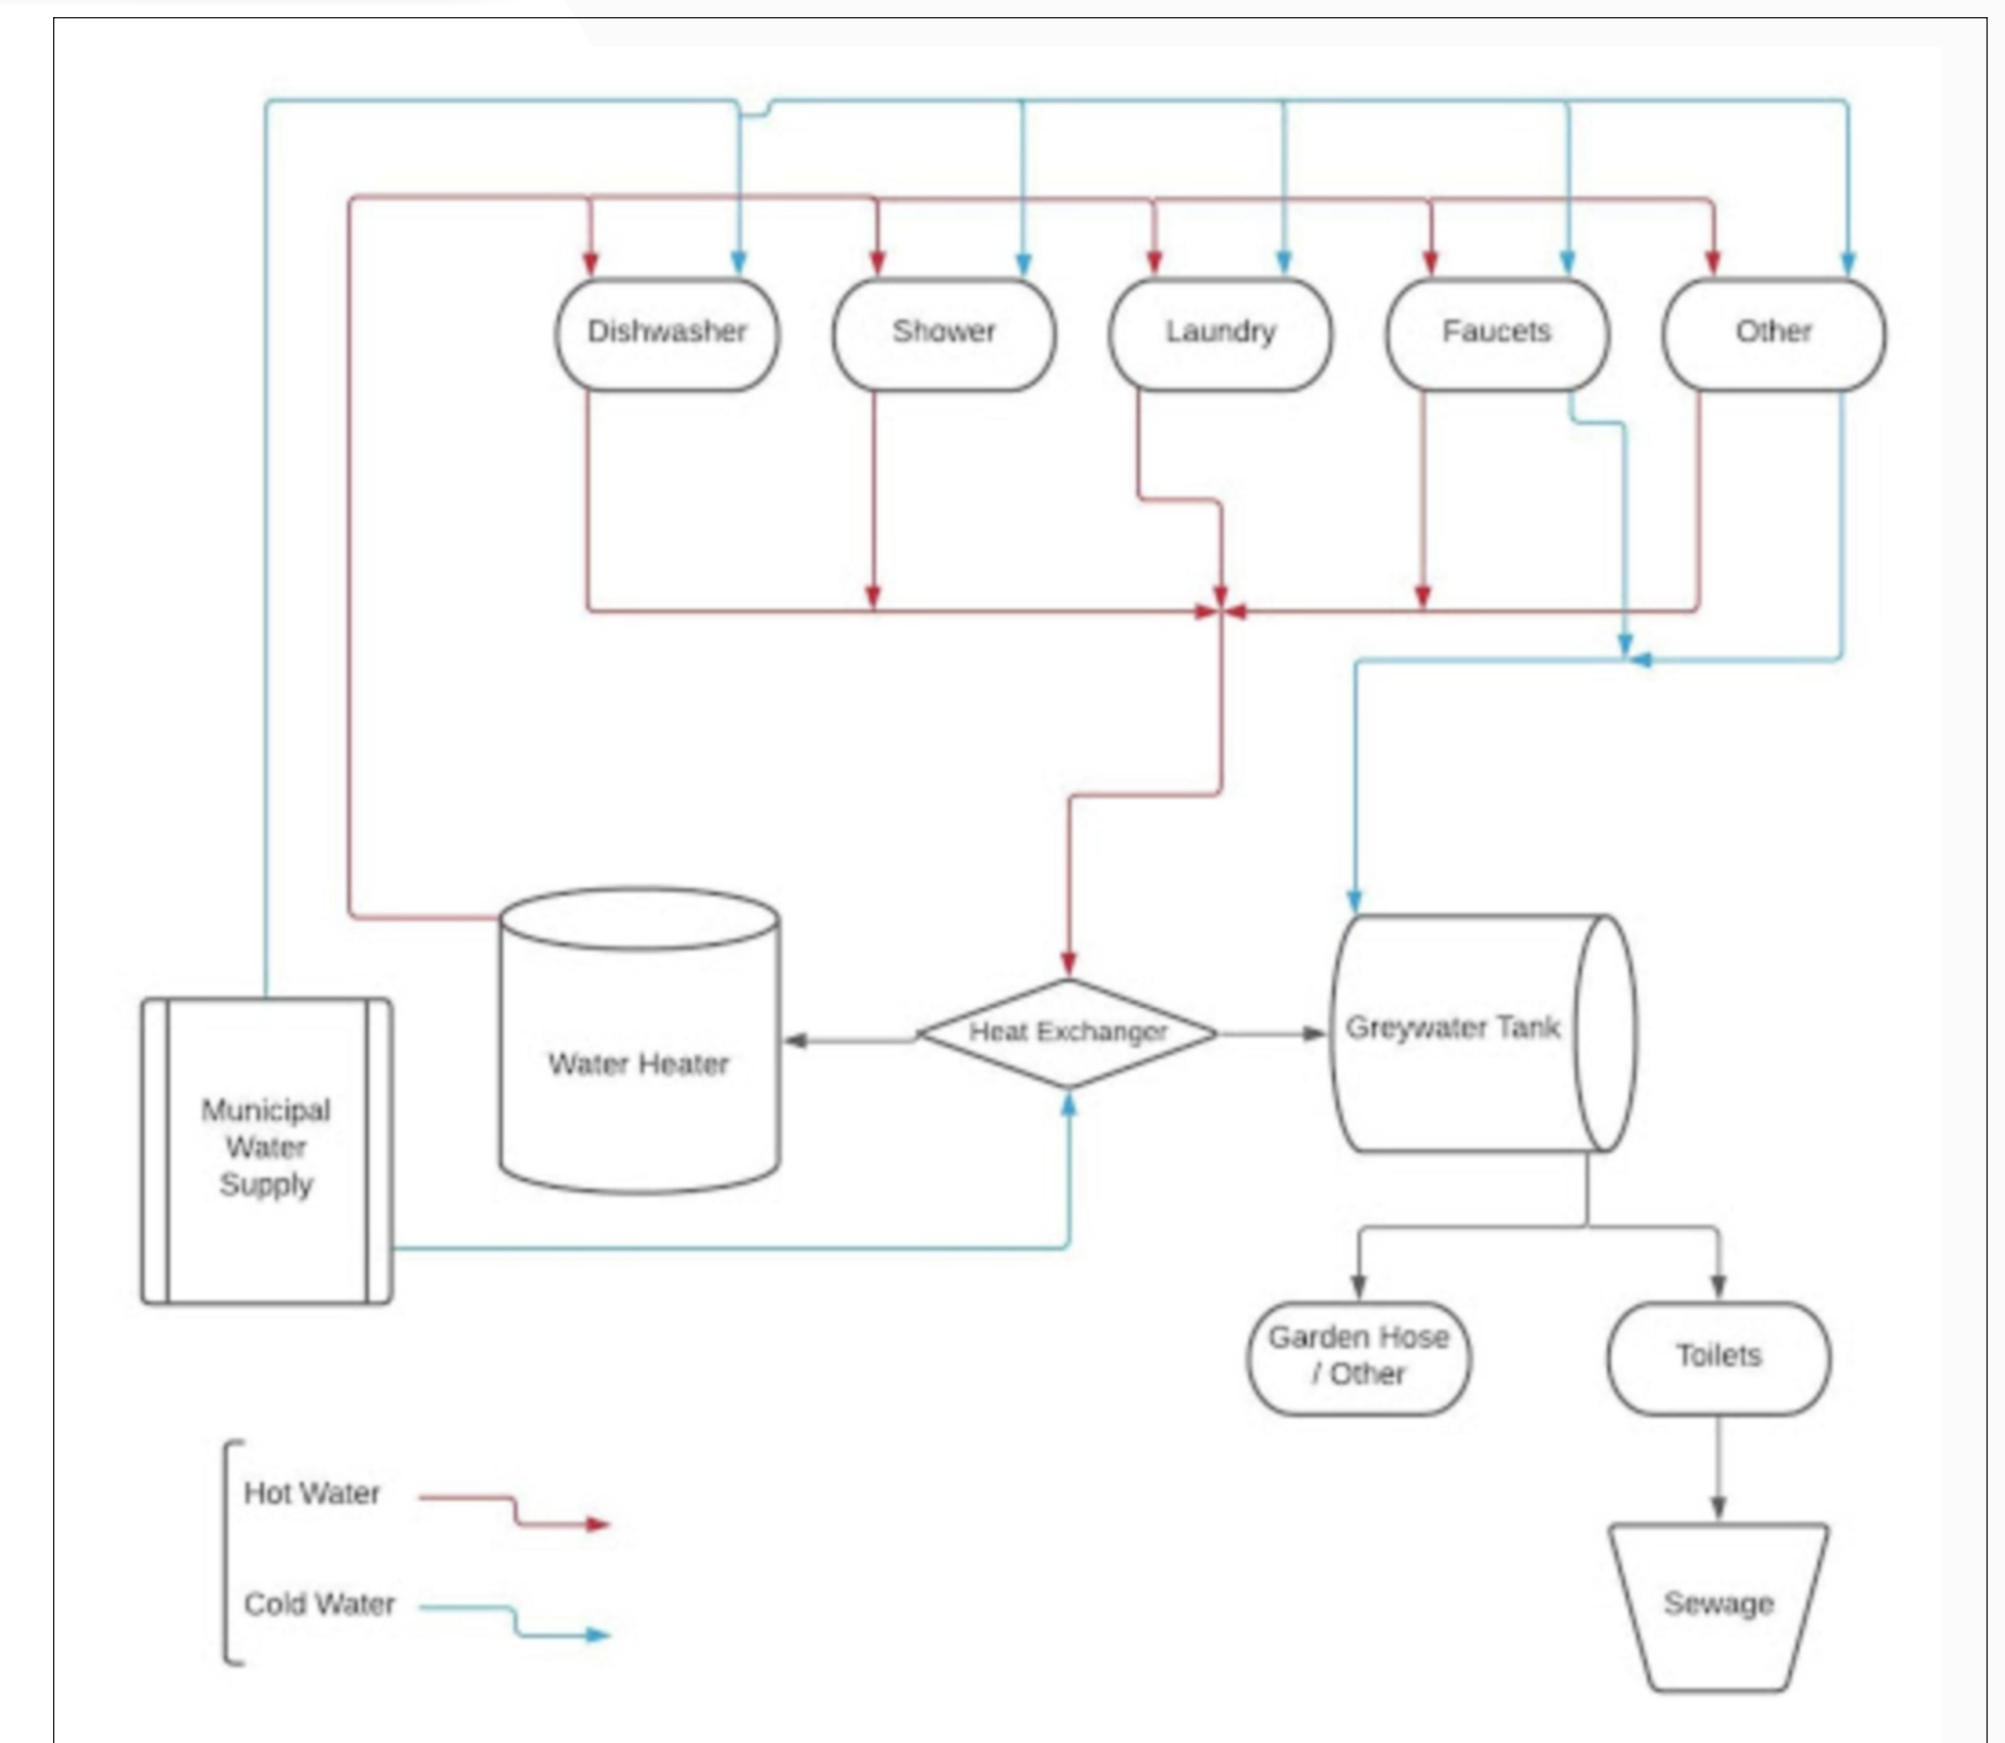 Dishwasher
Shower
Laundry
Faucets
Other
Water Heater
Heat Exchanger
Greywater Tank
Municipal
Water
Supply
Garden Hose
/ Other
Toilets
Hot Water
Cold Water
Sewage